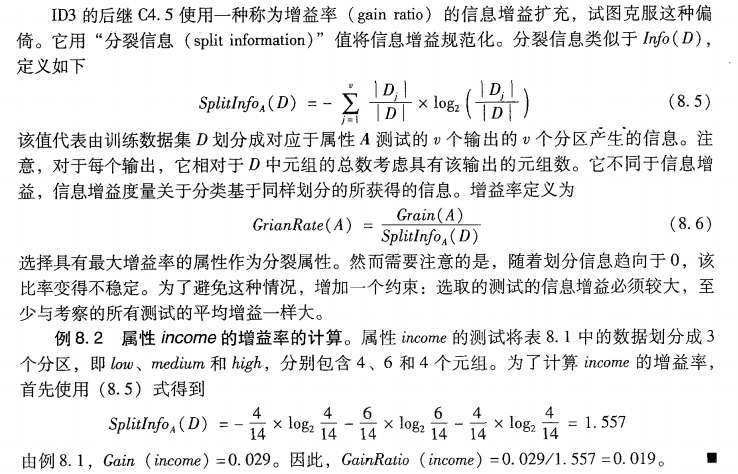 ID3 的后继 C4.5 使用一种称为增益率（gain ratio）的信息增益扩充，试图克服这种偏
倚。它用“分裂信息（split information）”值将信息增益规范化。分裂信息类似于 Info(D)，
定义如下
SplitInfo_A(D) = - \sum_{j=1}^{v} |D_j| / |D| × log_2(|D_j| / |D|) (8.5)
该值代表由训练数据集 D 划分成对应于属性 A 测试的 v 个输出的 v 个分区产生的信息。注
意，对于每个输出，它相对于 D 中元组的总数考虑具有该输出的元组数。它不同于信息增
益，信息增益度量关于分类基于同样划分的所获得的信息。增益率定义为
GrianRate(A) = Grain(A) / SplitInfo_A(D) (8.6)
选择具有最大增益率的属性作为分裂属性。然而需要注意的是，随着划分信息趋向于 0，该
比率变得不稳定。为了避免这种情况，增加一个约束：选取的测试的信息增益必须较大，至
少与考察的所有测试的平均增益一样大。
例 8.2 属性 income 的增益率的计算。属性 income 的测试将表 8.1 中的数据划分成 3
个分区，即 low、medium 和 high，分别包含 4、6 和 4 个元组。为了计算 income 的增益率，
首先使用（8.5）式得到
SplitInfo_A(D) = - 4/14 × log_2 4/14 - 6/14 × log_2 6/14 - 4/14 × log_2 4/14 = 1.557
由例 8.1，Gain（income）=0.029。因此，GainRatio（income）=0.029/1.557=0.019。 ■